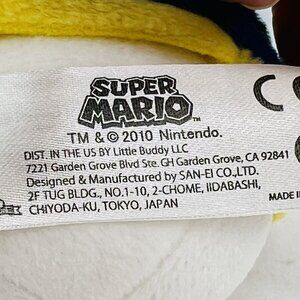 SUPER
MARIO™
TM & © 2010 Nintendo.
DIST. IN THE US BY Little Buddy LLC
7221 Garden Grove Blvd Ste. GH Garden Grove, CA 92841
Designed & Manufactured by SAN-EI CO.,LTD.
2F TUG BLDG., NO.1-10, 2-CHOME, IIDABASHI,
CHIYODA-KU, TOKYO, JAPAN
MADE IN